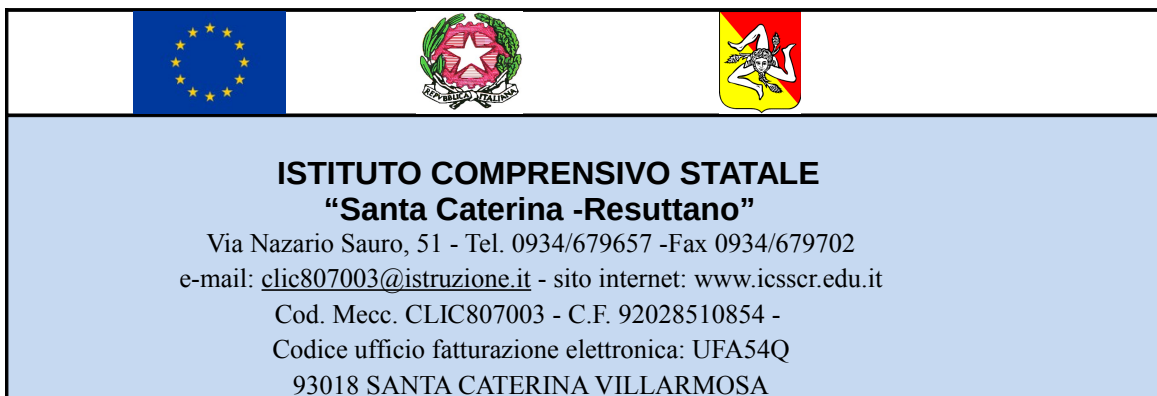 REPVBBLICA ITALIANA
ISTITUTO COMPRENSIVO STATALE
“Santa Caterina -Resuttano”
Via Nazario Sauro, 51 - Tel. 0934/679657 -Fax 0934/679702
e-mail: clic807003@istruzione.it - sito internet: www.icsscr.edu.it
Cod. Mecc. CLIC807003 - C.F. 92028510854 -
Codice ufficio fatturazione elettronica: UFA54Q
93018 SANTA CATERINA VILLARMOSA